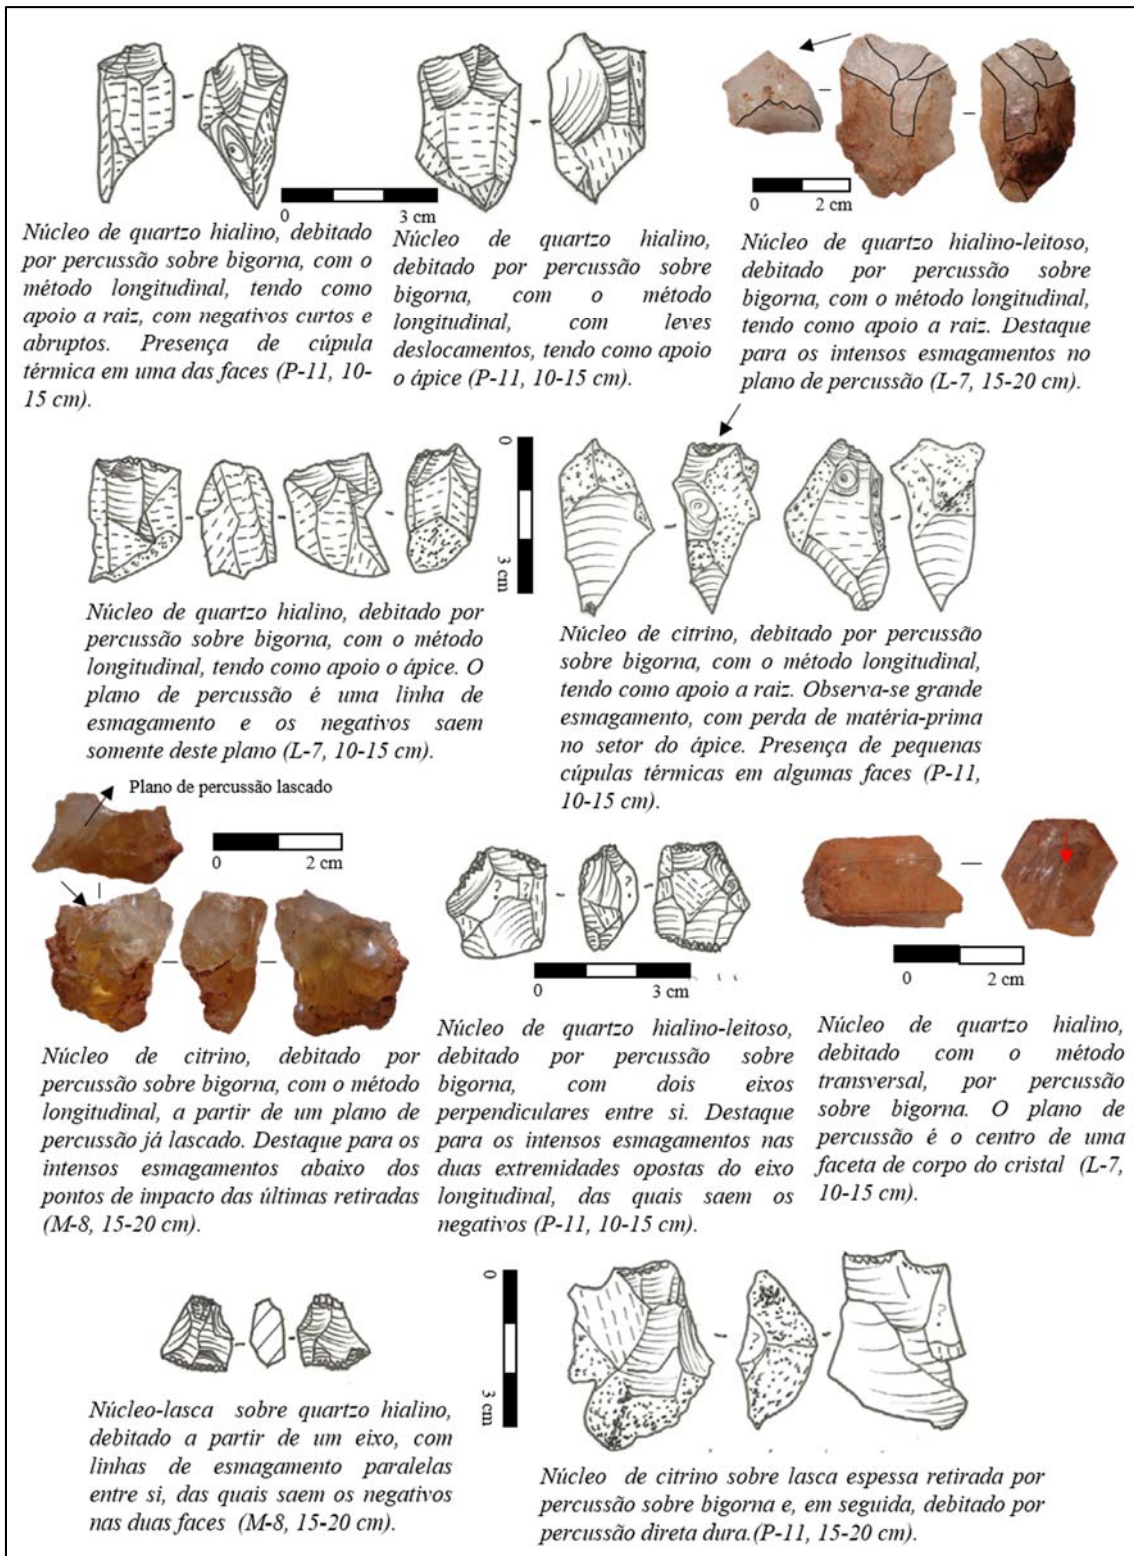 0 3 cm
0 2 cm
Núcleo de quartzo hialino, debitado
por percussão sobre bigorna, com o
método longitudinal, tendo como
apoio a raiz, com negativos curtos e
abruptos. Presença de cúpula
térmica em uma das faces (P-11, 10-
15 cm).
Núcleo de quartzo hialino,
debitado por percussão sobre
bigorna, com o método
longitudinal, com leves
deslocamentos, tendo como apoio
o ápice (P-11, 10-15 cm).
Núcleo de quartzo hialino-leitoso,
debitado por percussão sobre
bigorna, com o método longitudinal,
tendo como apoio a raiz. Destaque
para os intensos esmagamentos no
plano de percussão (L-7, 15-20 cm).
0 3 cm
Núcleo de quartzo hialino, debitado por
percussão sobre bigorna, com o método
longitudinal, tendo como apoio o ápice. O
plano de percussão é uma linha de
esmagamento e os negativos saem
somente deste plano (L-7, 10-15 cm).
Núcleo de citrino, debitado por percussão
sobre bigorna, com o método longitudinal,
tendo como apoio a raiz. Observa-se grande
esmagamento, com perda de matéria-prima
no setor do ápice. Presença de pequenas
cúpulas térmicas em algumas faces (P-11,
10-15 cm).
Plano de percussão lascado
0 2 cm
? ? ?
0 3 cm
0 2 cm
Núcleo de citrino, debitado por
percussão sobre bigorna, com o método
longitudinal, a partir de um plano de
percussão já lascado. Destaque para os
intensos esmagamentos abaixo dos
pontos de impacto das últimas retiradas
(M-8, 15-20 cm).
Núcleo de quartzo hialino-leitoso,
debitado por percussão sobre
bigorna, com dois eixos
perpendiculares entre si. Destaque
para os intensos esmagamentos nas
duas extremidades opostas do eixo
longitudinal, das quais saem os
negativos (P-11, 10-15 cm).
Núcleo de quartzo hialino,
debitado com o método
transversal, por percussão
sobre bigorna. O plano de
percussão é o centro de uma
faceta de corpo do cristal (L-7,
10-15 cm).
0 3 cm
? ?
Núcleo-lasca sobre quartzo hialino,
debitado a partir de um eixo, com
linhas de esmagamento paralelas
entre si, das quais saem os negativos
nas duas faces (M-8, 15-20 cm).
Núcleo de citrino sobre lasca espessa retirada por
percussão sobre bigorna e, em seguida, debitado por
percussão direta dura.(P-11, 15-20 cm).